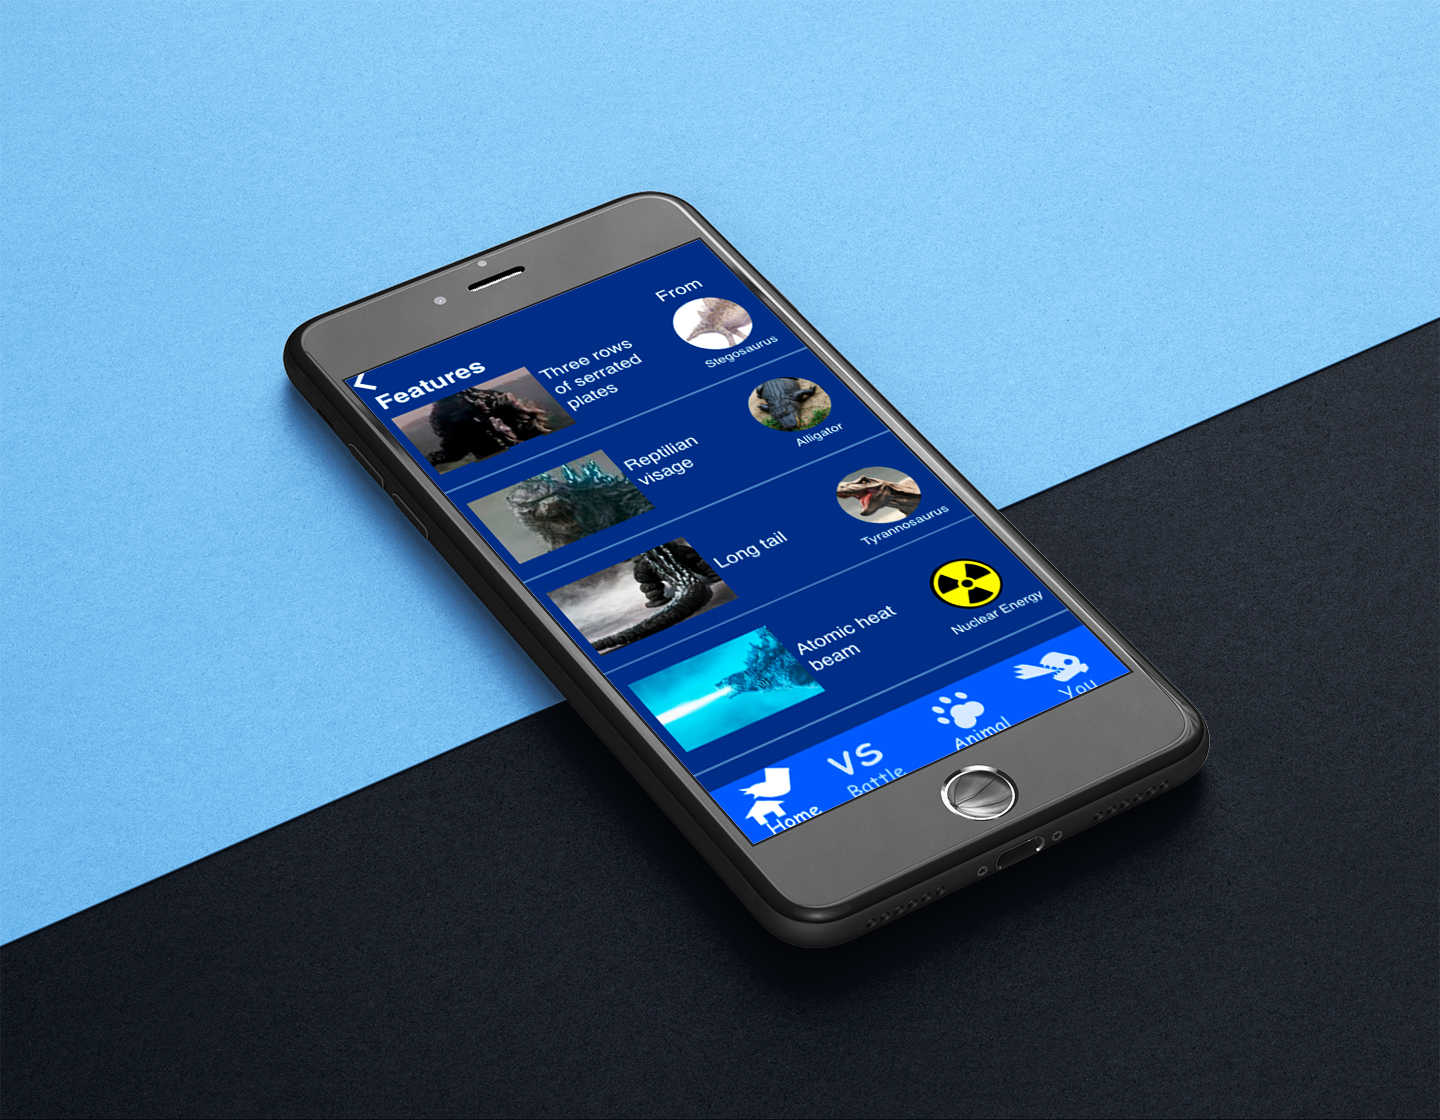 From
Features
Three rows
of serrated
plates
Stegosaurus
Reptilian
visage
Alligator
Long tail
Tyrannosaurus
Atomic heat
beam
Nuclear Energy
Home
VS
Battle
Animal
You